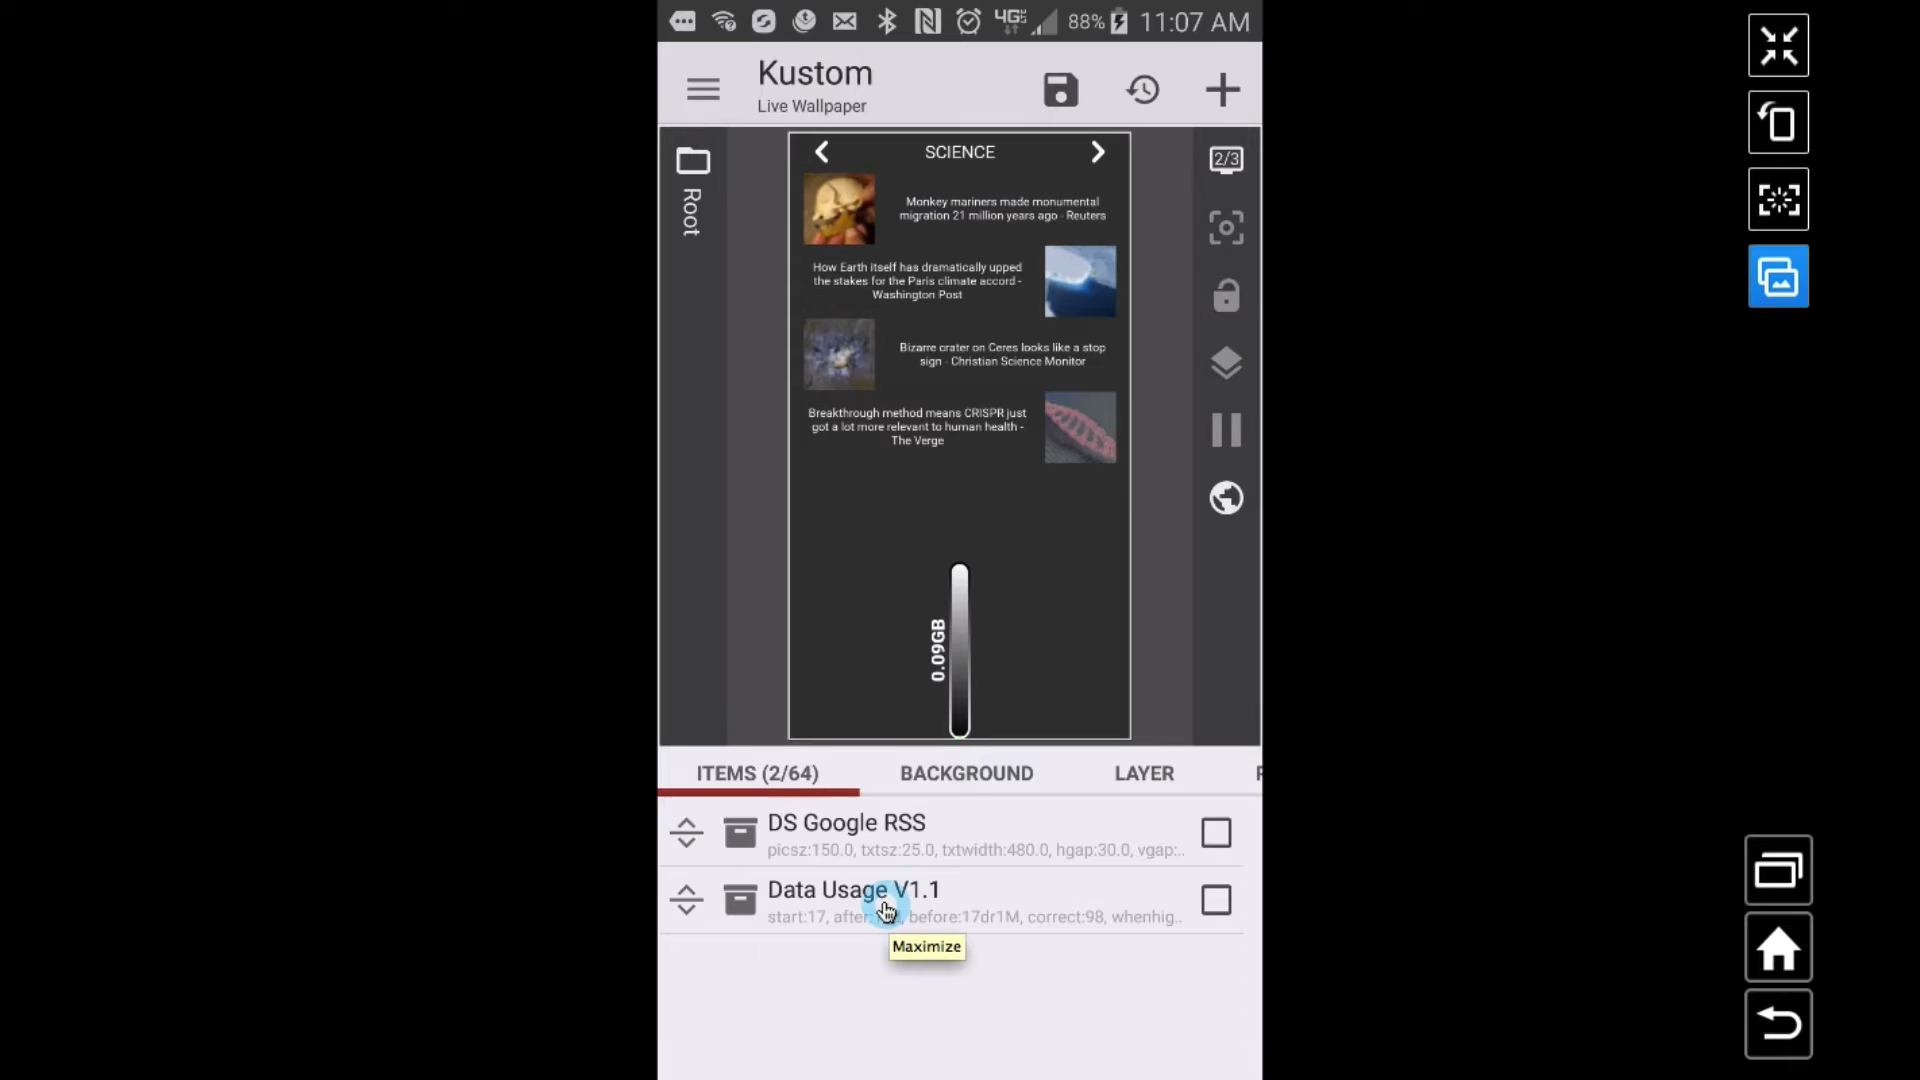 4G LTE 88% 11:07 AM
Kustom
Live Wallpaper
Root
SCIENCE
2/3
Monkey mariners made monumental
migration 21 million years ago - Reuters
How Earth itself has dramatically upped
the stakes for the Paris climate accord -
Washington Post
Bizarre crater on Ceres looks like a stop
sign - Christian Science Monitor
Breakthrough method means CRISPR just
got a lot more relevant to human health -
The Verge
0.09GB
ITEMS (2/64) BACKGROUND LAYER
DS Google RSS
picsz:150.0, txtsz:25.0, txtwidth:480.0, hgap:30.0, vgap:..
Data Usage V1.1
start:17, after: before:17dr1M, correct:98, whenhig..
Maximize